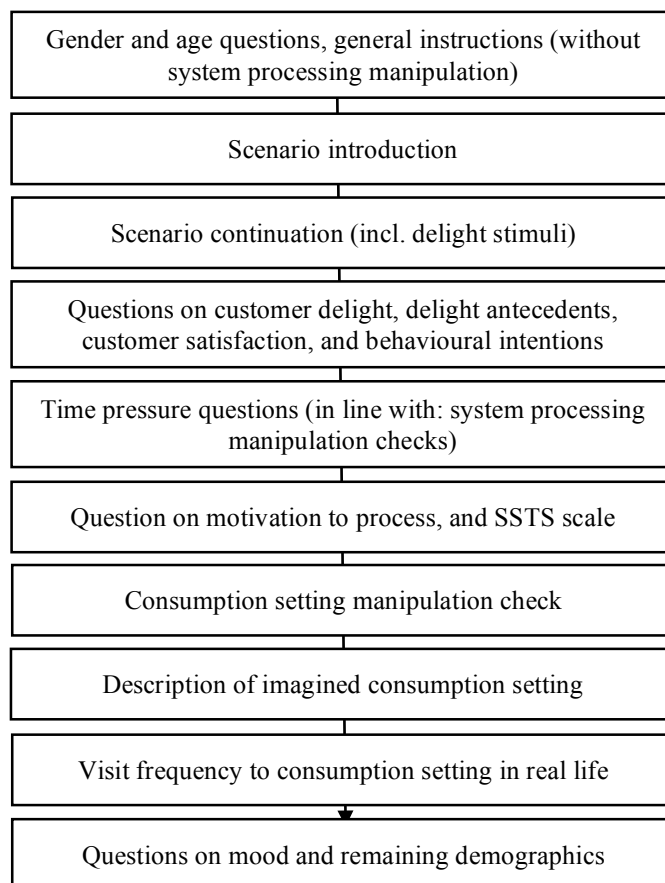 Gender and age questions, general instructions (without
system processing manipulation)
Scenario introduction
Scenario continuation (incl. delight stimuli)
Questions on customer delight, delight antecedents,
customer satisfaction, and behavioural intentions
Time pressure questions (in line with: system processing
manipulation checks)
Question on motivation to process, and SSTS scale
Consumption setting manipulation check
Description of imagined consumption setting
Visit frequency to consumption setting in real life
Questions on mood and remaining demographics